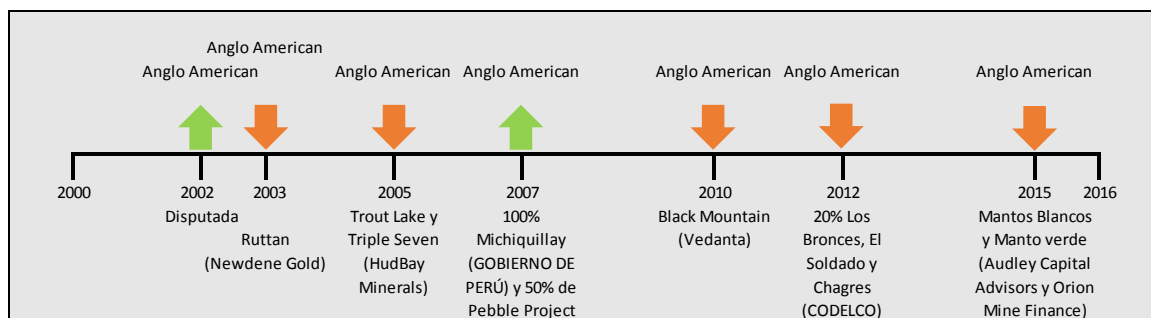 Anglo American
Anglo American
Anglo American
Anglo American
Anglo American
Anglo American
Anglo American
2000
2002
2003
2005
2007
2010
2012
2015
2016
Disputada
Ruttan
(Newdene Gold)
Trout Lake y
Triple Seven
(HudBay
Minerals)
100%
Michiquillay
(GOBIERNO DE
PERÚ) y 50% de
Pebble Project
Black Mountain
(Vedanta)
20% Los
Bronces, El
Soldado y
Chagres
(CODELCO)
Mantos Blancos
y Manto verde
(Audley Capital
Advisors y Orion
Mine Finance)